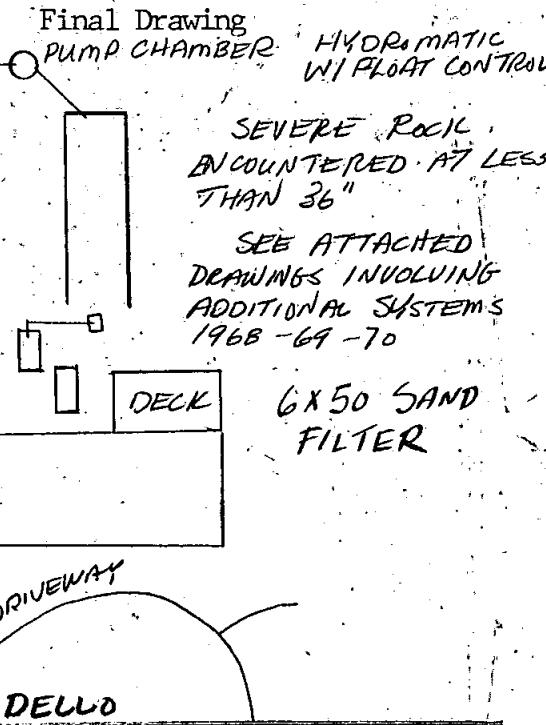 Final Drawing
PUMP CHAMBER
HYDROMATIC
W/ FLOAT CONTROL
SEVERE ROCK
ENCOUNTERED AT LESS
THAN 36"
SEE ATTACHED
DRAWINGS INVOLVING
ADDITIONAL SYSTEMS
1968-69-70
DECK
6X50 SAND
FILTER
DRIVEWAY
DELLO